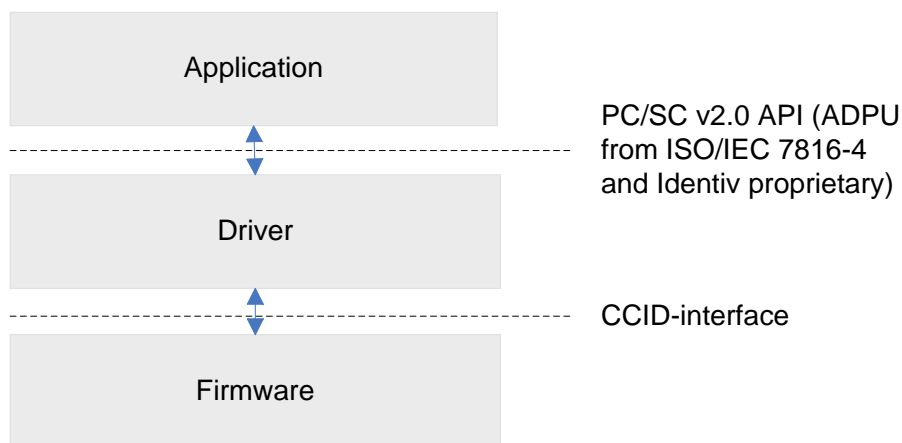 Application
PC/SC v2.0 API (ADPU
from ISO/IEC 7816-4
and Identiv proprietary)
Driver
CCID-interface
Firmware